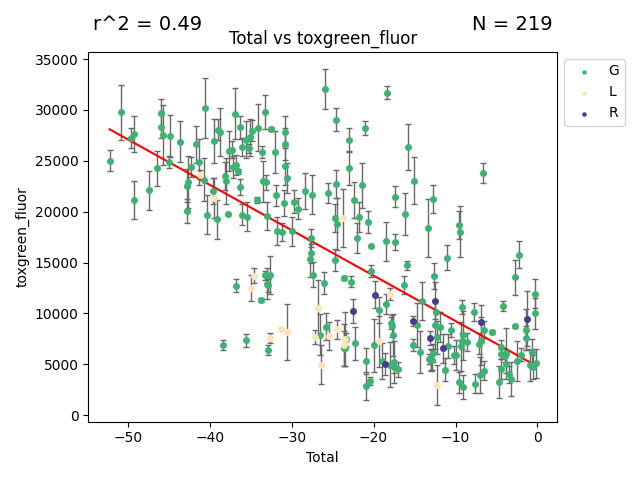 r^2 = 0.49 N = 219
Total vs toxgreen_fluor
35000
30000
25000
20000
15000
10000
5000
0
toxgreen_fluor
−50 −40 −30 −20 −10 0
Total
G
L
R